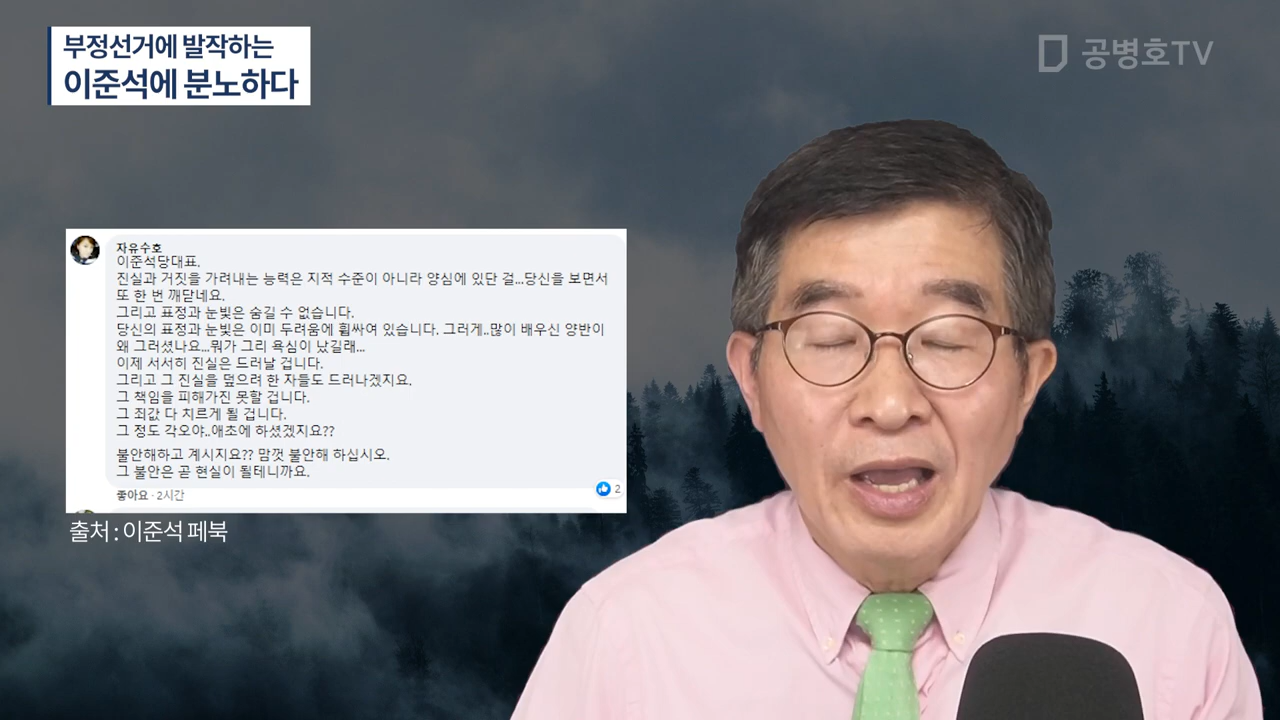 부정선거에 발작하는
이준석에 분노하다
공병호TV
자유수호
이준석당대표.
진실과 거짓을 가려내는 능력은 지적 수준이 아니라 양심에 있단 걸...당신을 보면서
또 한 번 깨닫네요.
그리고 표정과 눈빛은 숨길 수 없습니다.
당신의 표정과 눈빛은 이미 두려움에 휩싸여 있습니다. 그러게..많이 배우신 양반이
왜 그러셨나요...뭐가 그리 욕심이 났길래...
이제 서서히 진실은 드러날 겁니다.
그리고 그 진실을 덮으려 한 자들도 드러나겠지요.
그 책임을 피해가진 못할 겁니다.
그 죄값 다 치르게 될 겁니다.
그 정도 각오야..애초에 하셨겠지요??
불안해하고 계시지요?? 맘껏 불안해 하십시오.
그 불안은 곧 현실이 될테니까요.
좋아요 · 2시간
2
출처 : 이준석 페북